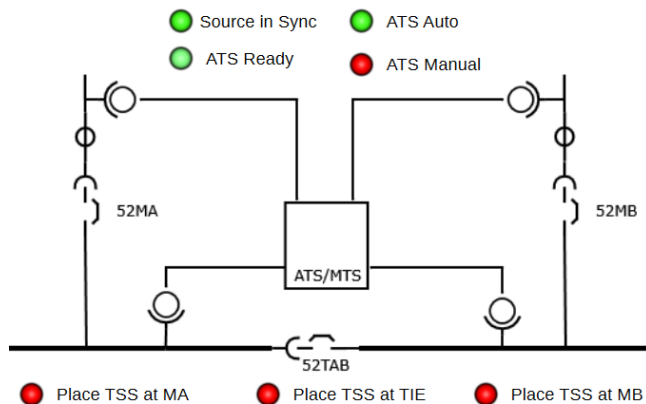 Source in Sync
ATS Auto
ATS Ready
ATS Manual
52MA
52MB
ATS/MTS
52TAB
Place TSS at MA
Place TSS at TIE
Place TSS at MB